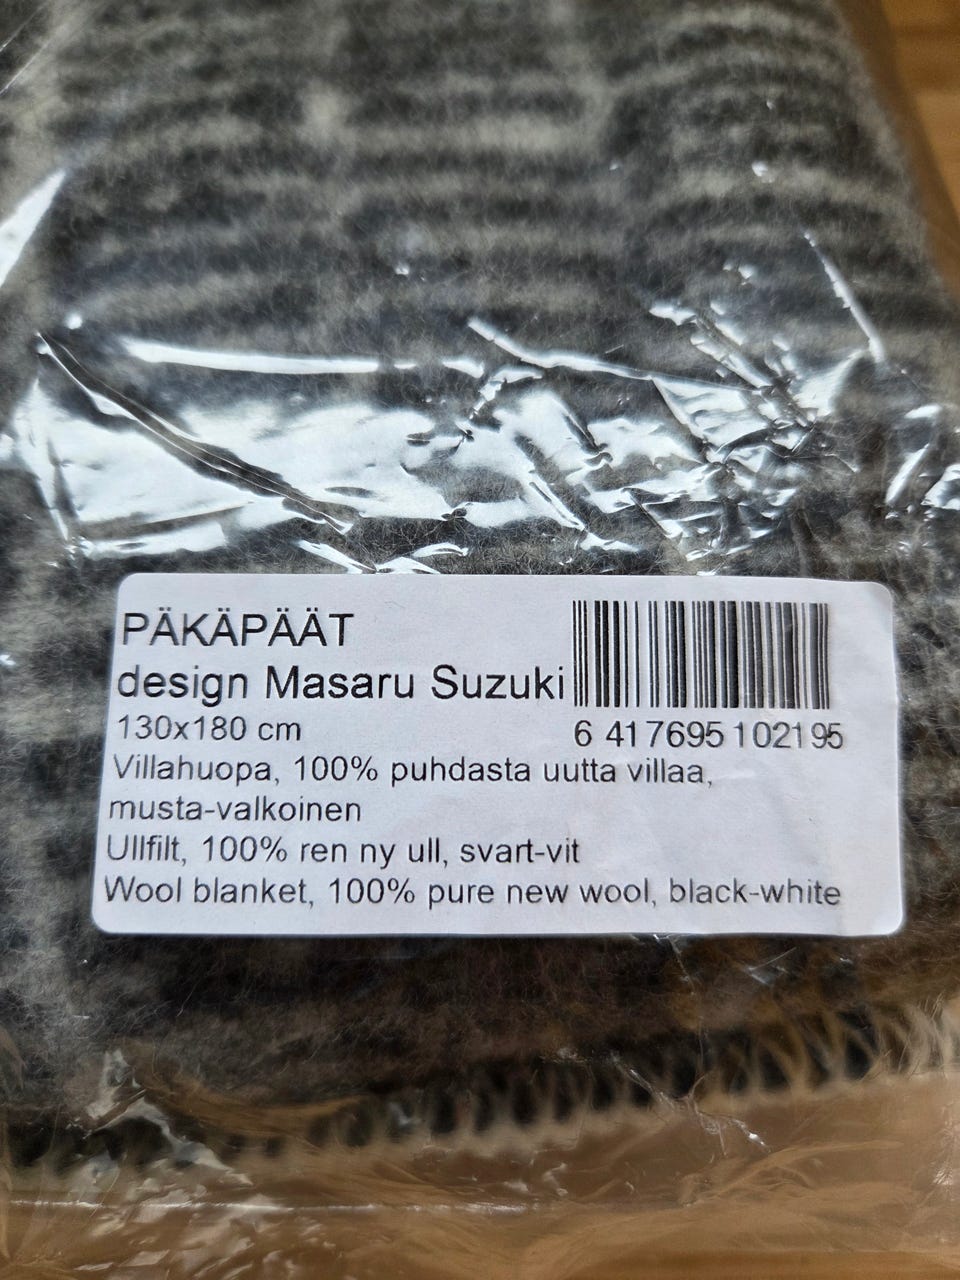 PÄKÄPÄÄT
design Masaru Suzuki
130x180 cm
6 417695 102195
Villahuopa, 100% puhdasta uutta villaa,
musta-valkoinen
Ullfilt, 100% ren ny ull, svart-vit
Wool blanket, 100% pure new wool, black-white